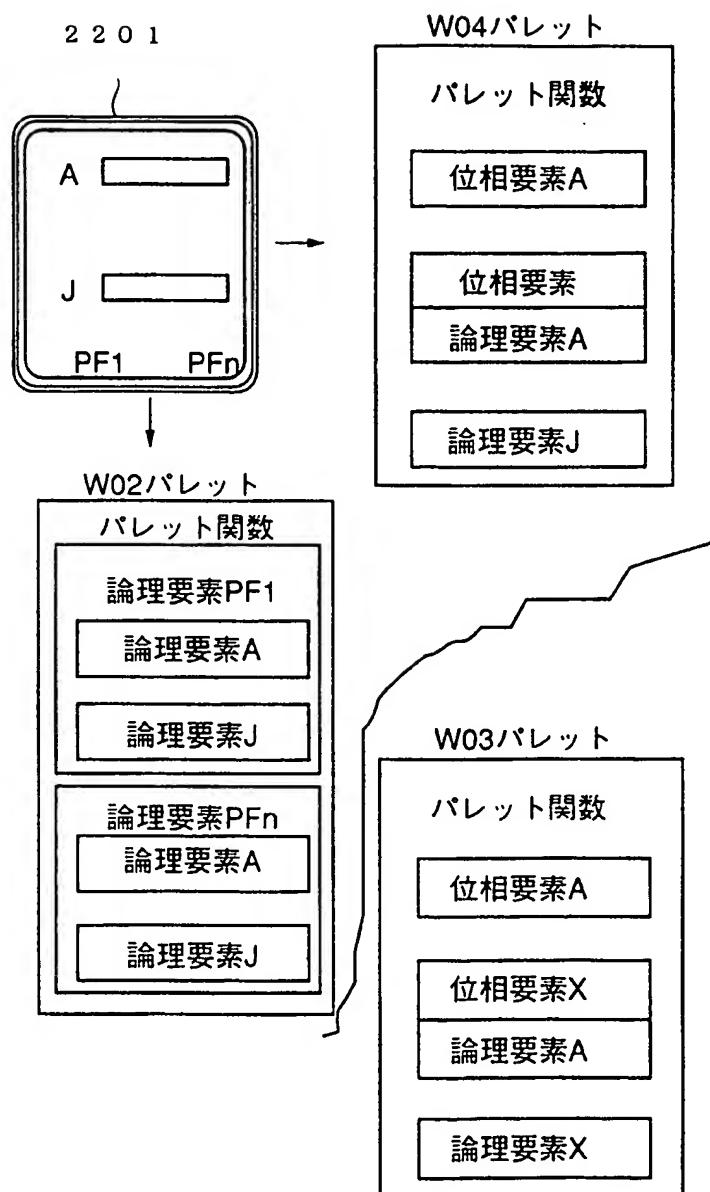 2201
A
J
PF1 PFn
W04パレット
パレット関数
位相要素A
位相要素
論理要素A
論理要素J
W02パレット
パレット関数
論理要素PF1
論理要素A
論理要素J
論理要素PFn
論理要素A
論理要素J
W03パレット
パレット関数
位相要素A
位相要素X
論理要素A
論理要素X